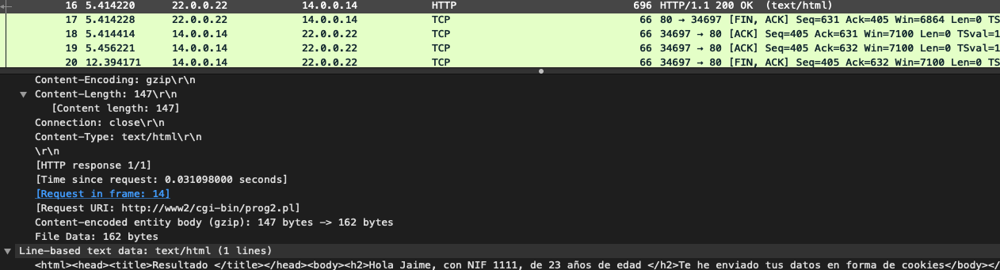 16 5.414220 22.0.0.22 14.0.0.14 HTTP 696 HTTP/1.1 200 OK (text/html)
17 5.414228 22.0.0.22 14.0.0.14 TCP 66 80 → 34697 [FIN, ACK] Seq=631 Ack=405 Win=6864 Len=0 TS
18 5.414414 14.0.0.14 22.0.0.22 TCP 66 34697 → 80 [ACK] Seq=405 Ack=631 Win=7100 Len=0 TSval=1
19 5.456221 14.0.0.14 22.0.0.22 TCP 66 34697 → 80 [ACK] Seq=405 Ack=632 Win=7100 Len=0 TSval=1
20 12.394171 14.0.0.14 22.0.0.22 TCP 66 34697 → 80 [FIN, ACK] Seq=405 Ack=632 Win=7100 Len=0 TS
Content-Encoding: gzip\r\n
Content-Length: 147\r\n
[Content length: 147]
Connection: close\r\n
Content-Type: text/html\r\n
\r\n
[HTTP response 1/1]
[Time since request: 0.031098000 seconds]
[Request in frame: 14]
[Request URI: http://www2/cgi-bin/prog2.pl]
Content-encoded entity body (gzip): 147 bytes -> 162 bytes
File Data: 162 bytes
Line-based text data: text/html (1 lines)
<html><head><title>Resultado </title></head><body><h2>Hola Jaime, con NIF 1111, de 23 años de edad </h2>Te he enviado tus datos en forma de cookies</body></